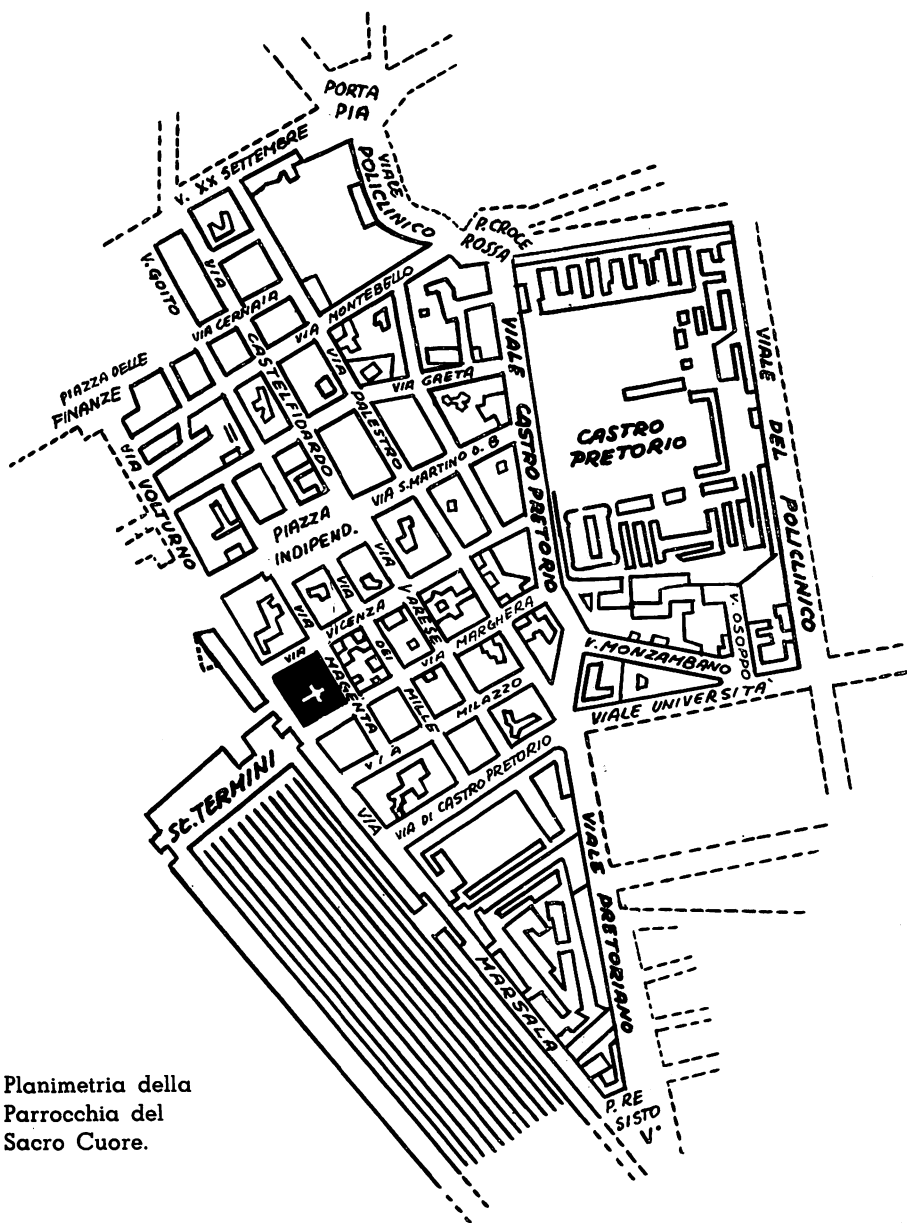 PORTA
PIA
V. XX SETTEMBRE
VIALE
POLICLINICO
P. CROCE
ROSSA
V. GOITO
VIA
VIA CERNAIA
VIA MONTEBELLO
CASTELFIDARDO
VIA
PALESTRO
VIA GAETA
VIALE CASTRO PRETORIO
PIAZZA DELLE
FINANZE
VIA VOLTURNO
VIA S. MARTINO d. B
CASTRO
PRETORIO
VIALE DEL POLICLINICO
PIAZZA
INDIPEND.
VIA VARESE
VIA DEI MILLE
VIA VICENZA
VIA MAGENTA
VIA MARGHERA
V. MONZAMBANO
V. OSOPPO
VIALE UNIVERSITÀ
VIA MILAZZO
VIA DI CASTRO PRETORIO
St. TERMINI
VIA MARSALA
VIALE PRETORIANO
P. RE
SISTO
V°
Planimetria della
Parrocchia del
Sacro Cuore.